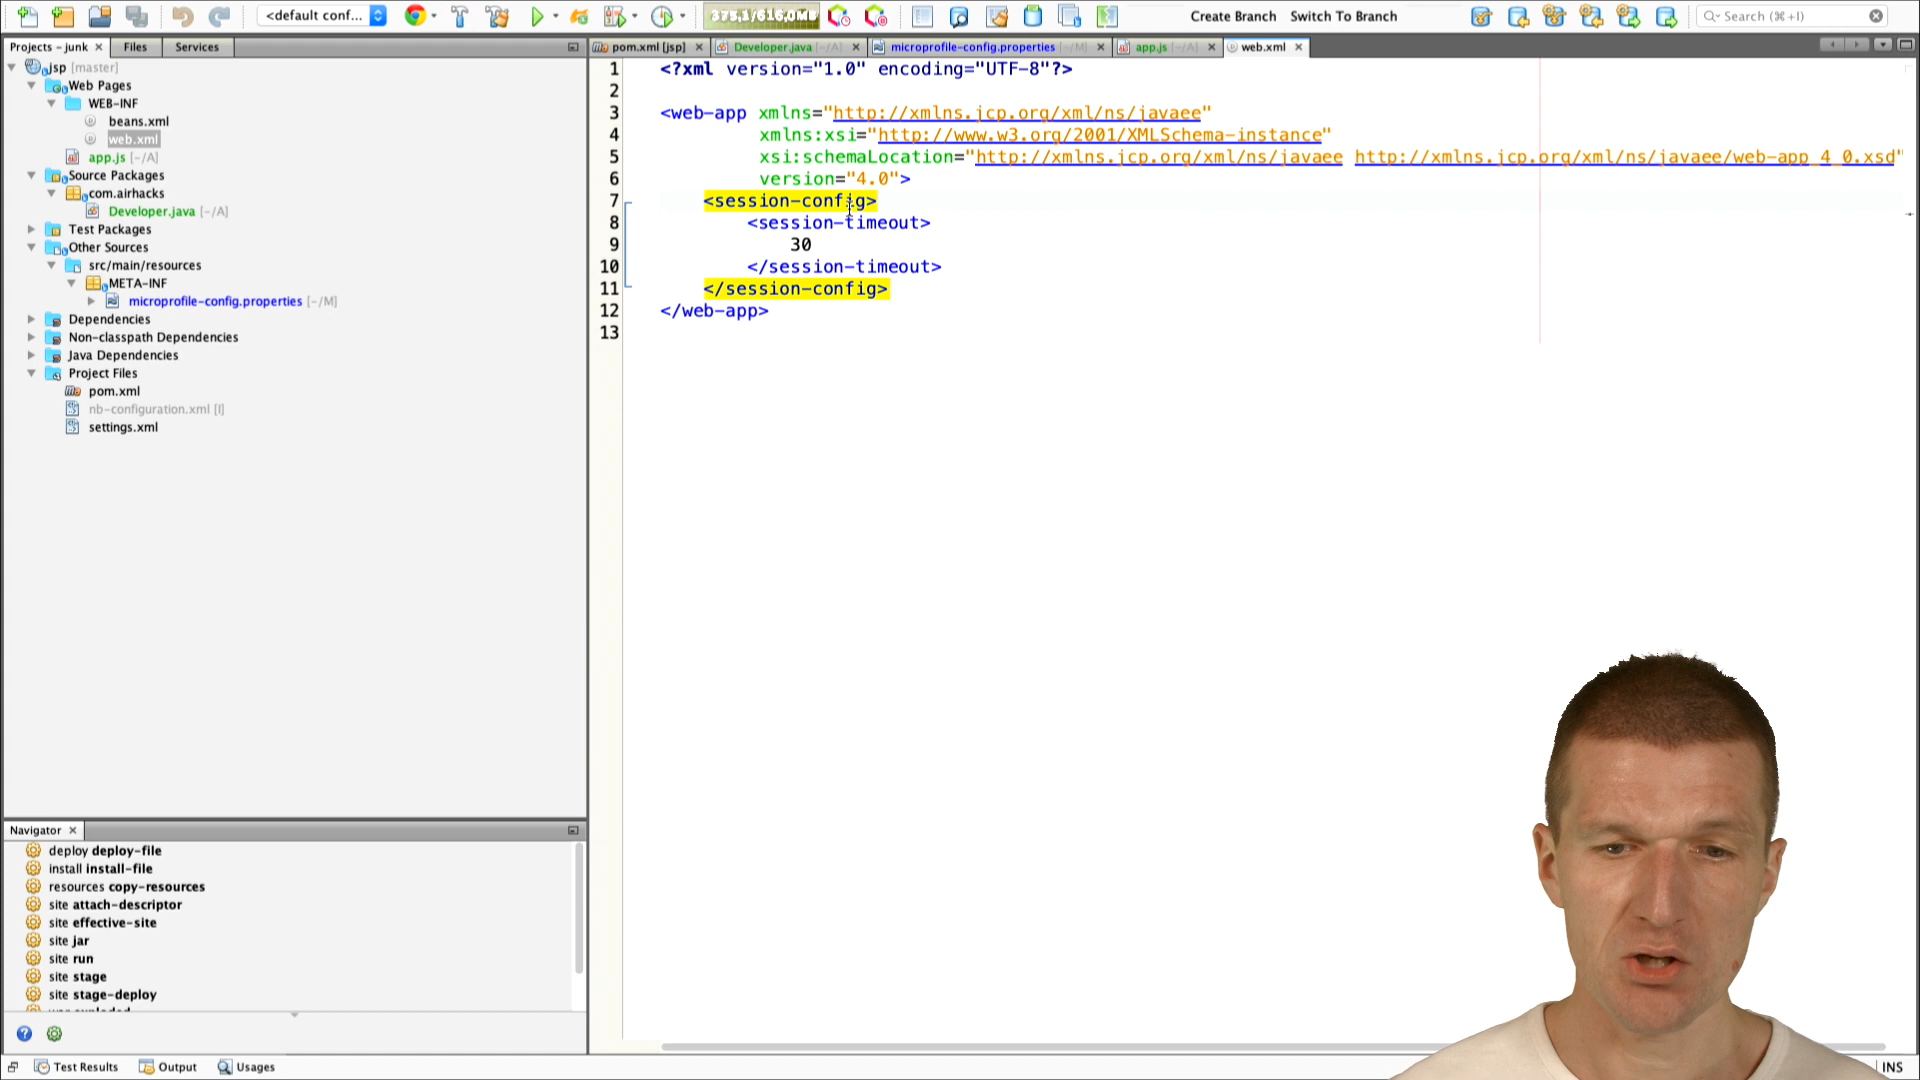 <default conf...
375,1/616,0MB
Create Branch
Switch To Branch
Search (⌘+I)
Projects – junk
Files
Services
pom.xml [jsp]
Developer.java [-/A]
microprofile-config.properties [-/M]
app.js [-/A]
web.xml
jsp [master]
Web Pages
WEB-INF
beans.xml
web.xml
app.js [-/A]
Source Packages
com.airhacks
Developer.java [-/A]
Test Packages
Other Sources
src/main/resources
META-INF
microprofile-config.properties [-/M]
Dependencies
Non-classpath Dependencies
Java Dependencies
Project Files
pom.xml
nb-configuration.xml [I]
settings.xml
1 <?xml version="1.0" encoding="UTF-8"?>
2
3 <web-app xmlns="http://xmlns.jcp.org/xml/ns/javaee"
4 xmlns:xsi="http://www.w3.org/2001/XMLSchema-instance"
5 xsi:schemaLocation="http://xmlns.jcp.org/xml/ns/javaee http://xmlns.jcp.org/xml/ns/javaee/web-app_4_0.xsd"
6 version="4.0">
7 <session-config>
8 <session-timeout>
9 30
10 </session-timeout>
11 </session-config>
12 </web-app>
13
Navigator
deploy deploy-file
install install-file
resources copy-resources
site attach-descriptor
site effective-site
site jar
site run
site stage
site stage-deploy
Test Results
Output
Usages
INS